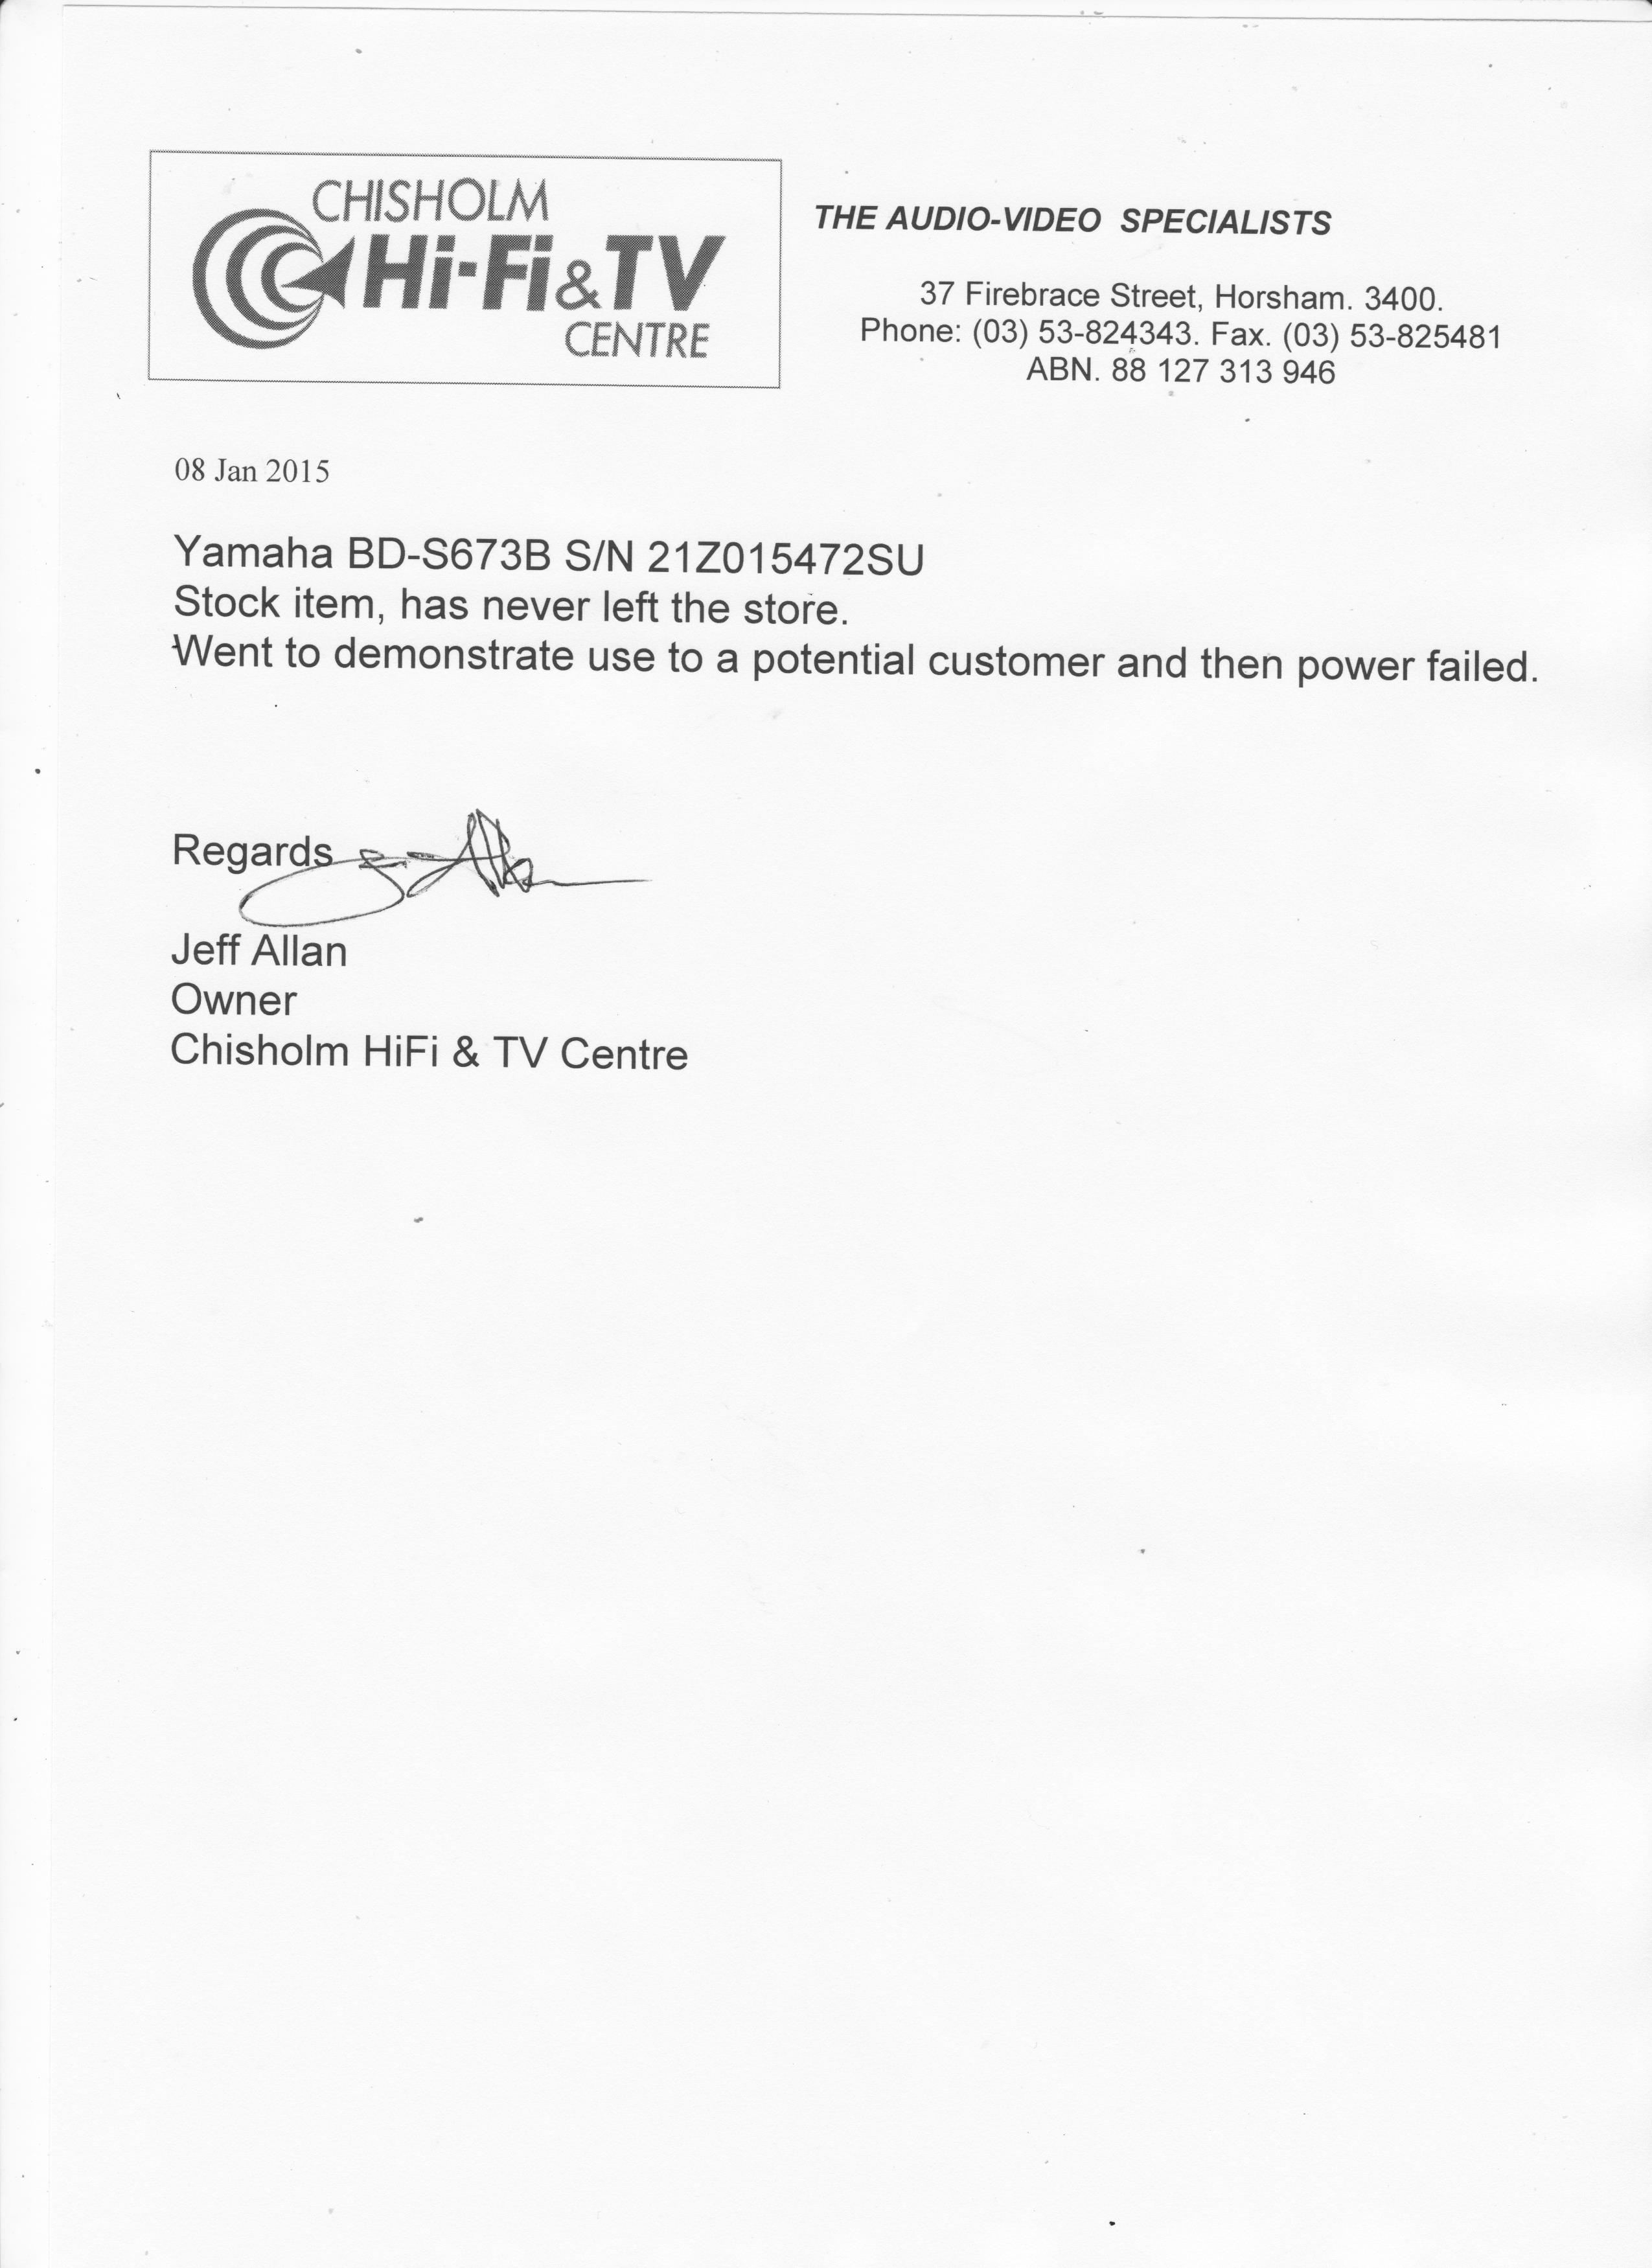 CHISHOLM
Hi-Fi & TV
CENTRE
THE AUDIO-VIDEO SPECIALISTS
37 Firebrace Street, Horsham. 3400.
Phone: (03) 53-824343. Fax. (03) 53-825481
ABN. 88 127 313 946
08 Jan 2015
Yamaha BD-S673B S/N 21Z015472SU
Stock item, has never left the store.
Went to demonstrate use to a potential customer and then power failed.
Regards
J Allan
Jeff Allan
Owner
Chisholm HiFi & TV Centre